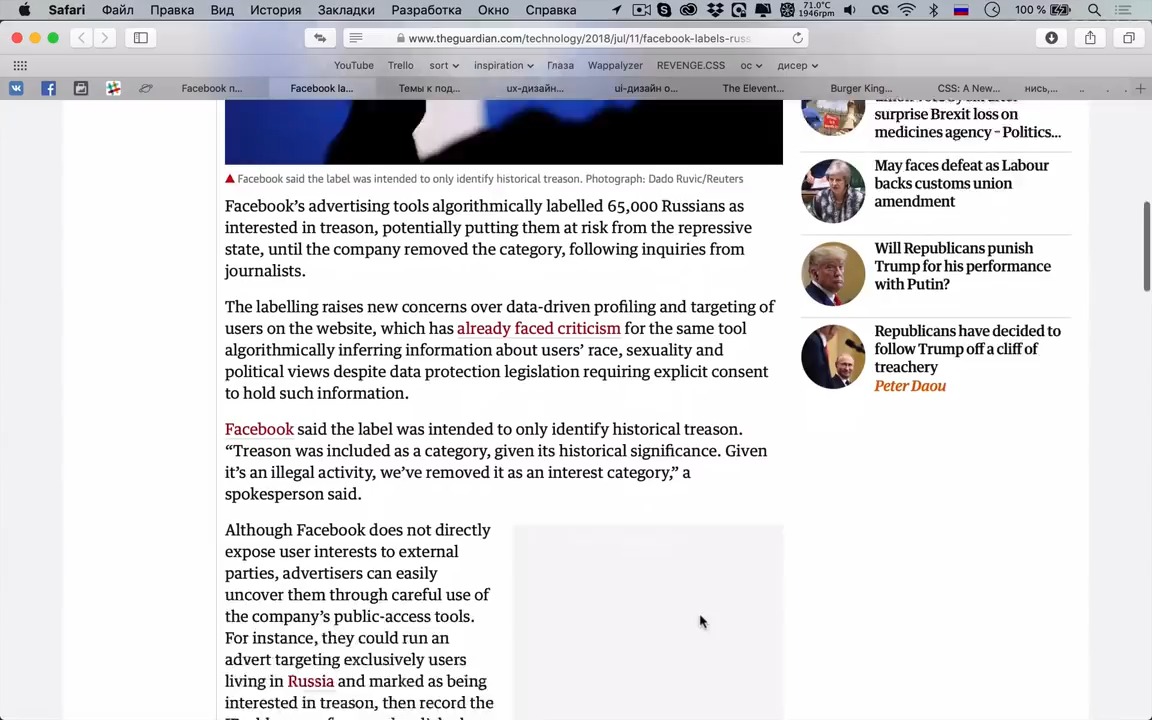 Safari Файл Правка Вид История Закладки Разработка Окно Справка 71.0°C 1946rpm 100 %
www.theguardian.com/technology/2018/jul/11/facebook-labels-russ
YouTube Trello sort inspiration Глаза Wappalyzer REVENGE.CSS ос дисер
Facebook п... Facebook la... Темы к под... ux-дизайн... ui-дизайн о... The Elevent... Burger King... CSS: A New... нись,...
surprise Brexit loss on
medicines agency – Politics...
May faces defeat as Labour
backs customs union
amendment
Will Republicans punish
Trump for his performance
with Putin?
Republicans have decided to
follow Trump off a cliff of
treachery
Peter Daou
Facebook said the label was intended to only identify historical treason. Photograph: Dado Ruvic/Reuters
Facebook’s advertising tools algorithmically labelled 65,000 Russians as
interested in treason, potentially putting them at risk from the repressive
state, until the company removed the category, following inquiries from
journalists.
The labelling raises new concerns over data-driven profiling and targeting of
users on the website, which has already faced criticism for the same tool
algorithmically inferring information about users’ race, sexuality and
political views despite data protection legislation requiring explicit consent
to hold such information.
Facebook said the label was intended to only identify historical treason.
“Treason was included as a category, given its historical significance. Given
it’s an illegal activity, we’ve removed it as an interest category,” a
spokesperson said.
Although Facebook does not directly
expose user interests to external
parties, advertisers can easily
uncover them through careful use of
the company’s public-access tools.
For instance, they could run an
advert targeting exclusively users
living in Russia and marked as being
interested in treason, then record the